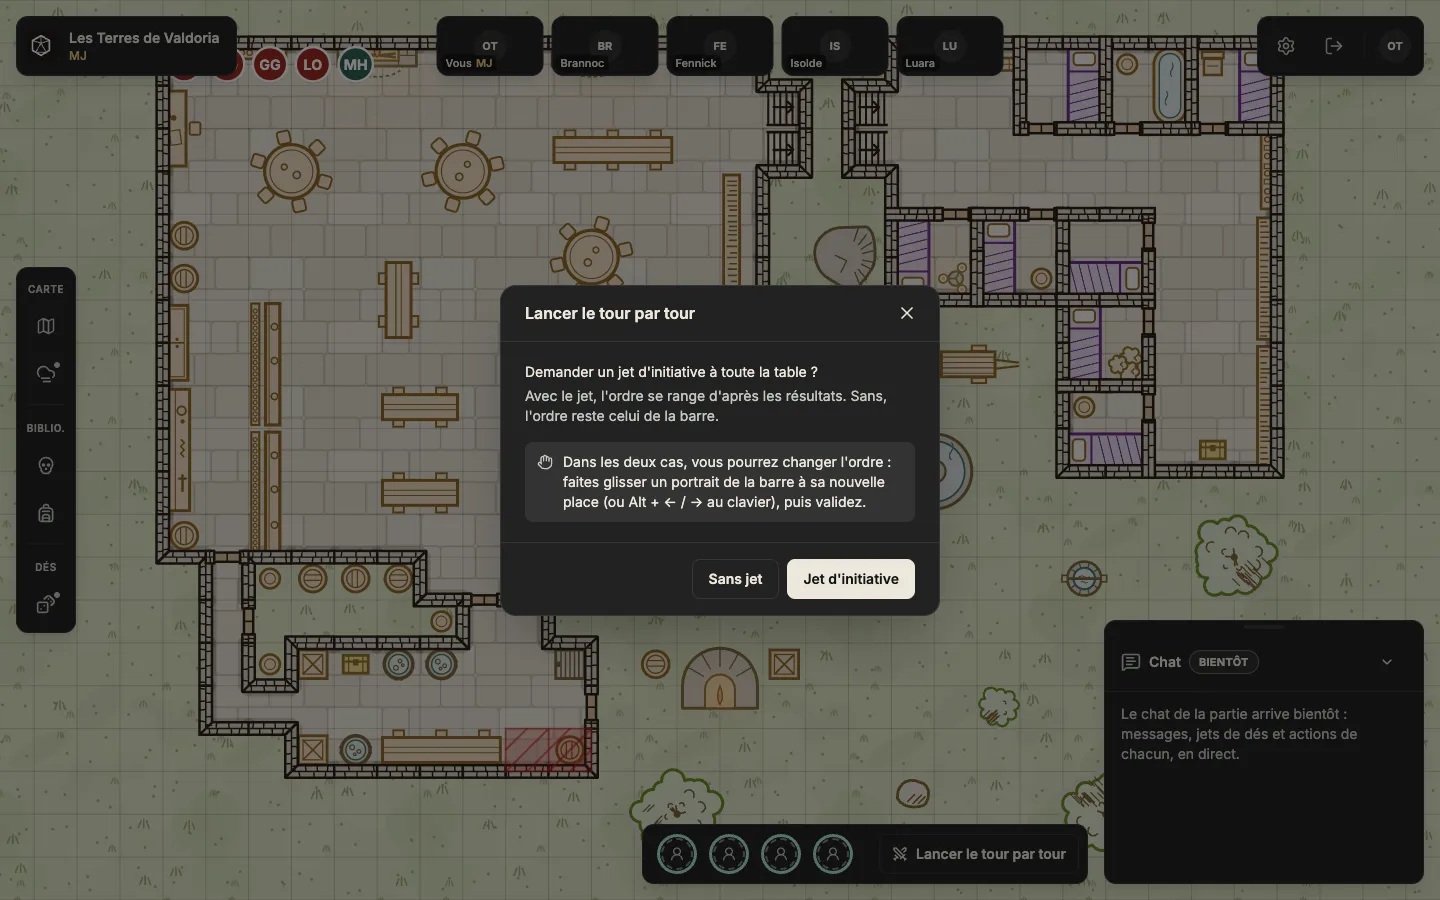 Les Terres de Valdoria
MJ
GG
LO
MH
OT
Vous MJ
BR
Brannoc
FE
Fennick
IS
Isolde
LU
Luara
OT
CARTE
BIBLIO.
DÉS
Lancer le tour par tour
Demander un jet d'initiative à toute la table ?
Avec le jet, l'ordre se range d'après les résultats. Sans,
l'ordre reste celui de la barre.
Dans les deux cas, vous pourrez changer l'ordre :
faites glisser un portrait de la barre à sa nouvelle
place (ou Alt + ← / → au clavier), puis validez.
Sans jet
Jet d'initiative
Chat BIENTÔT
Le chat de la partie arrive bientôt :
messages, jets de dés et actions de
chacun, en direct.
Lancer le tour par tour